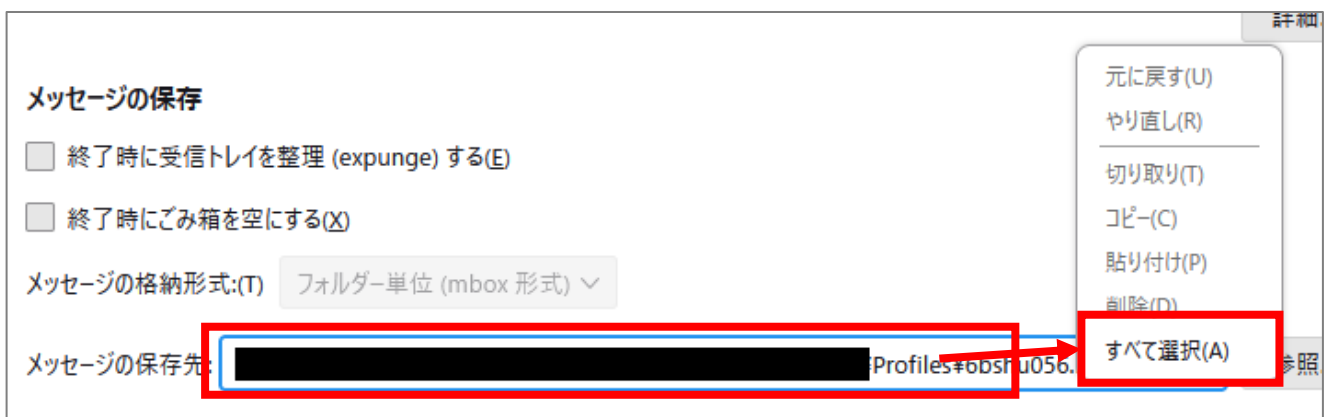 詳細
元に戻す(U)
メッセージの保存
やり直し(R)
終了時に受信トレイを整理 (expunge) する(E)
切り取り(T)
終了時にごみ箱を空にする(X)
コピー(C)
貼り付け(P)
メッセージの格納形式:(T) フォルダー単位 (mbox 形式)
削除(D)
すべて選択(A)
メッセージの保存先: ¥Profiles¥6bshu056.
参照